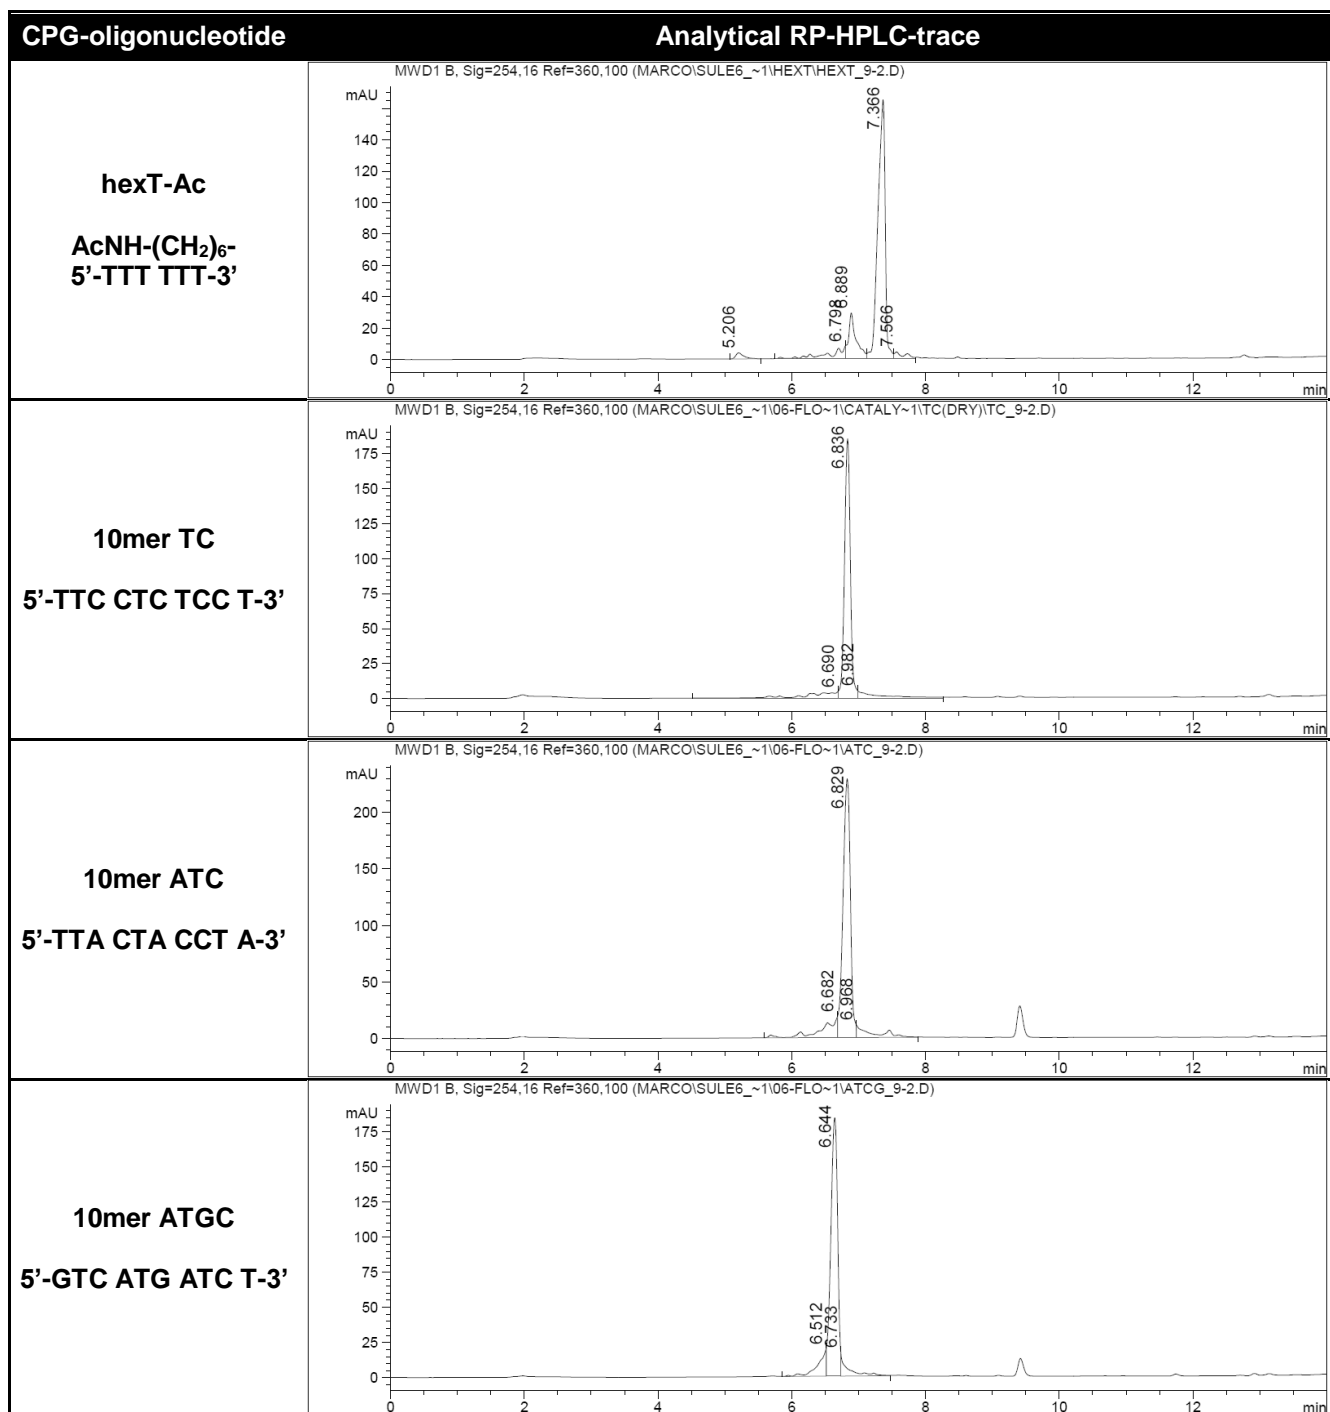 CPG-oligonucleotide
Analytical RP-HPLC-trace
hexT-Ac
AcNH-(CH₂)₆-
5’-TTT TTT-3’
MWD1 B, Sig=254,16 Ref=360,100 (MARCO\SULE6_~1\HEXT\HEXT_9-2.D)
mAU
140
120
100
80
60
40
20
0
5.206
6.798
6.889
7.366
7.566
0 2 4 6 8 10 12 min
10mer TC
5’-TTC CTC TCC T-3’
MWD1 B, Sig=254,16 Ref=360,100 (MARCO\SULE6_~1\06-FLO~1\CATALY~1\TC(DRY)\TC_9-2.D)
mAU
175
150
125
100
75
50
25
0
6.690
6.836
6.982
0 2 4 6 8 10 12 min
10mer ATC
5’-TTA CTA CCT A-3’
MWD1 B, Sig=254,16 Ref=360,100 (MARCO\SULE6_~1\06-FLO~1\ATC_9-2.D)
mAU
200
150
100
50
0
6.682
6.829
6.968
0 2 4 6 8 10 12 min
10mer ATGC
5’-GTC ATG ATC T-3’
MWD1 B, Sig=254,16 Ref=360,100 (MARCO\SULE6_~1\06-FLO~1\ATCG_9-2.D)
mAU
175
150
125
100
75
50
25
0
6.512
6.644
6.733
0 2 4 6 8 10 12 min